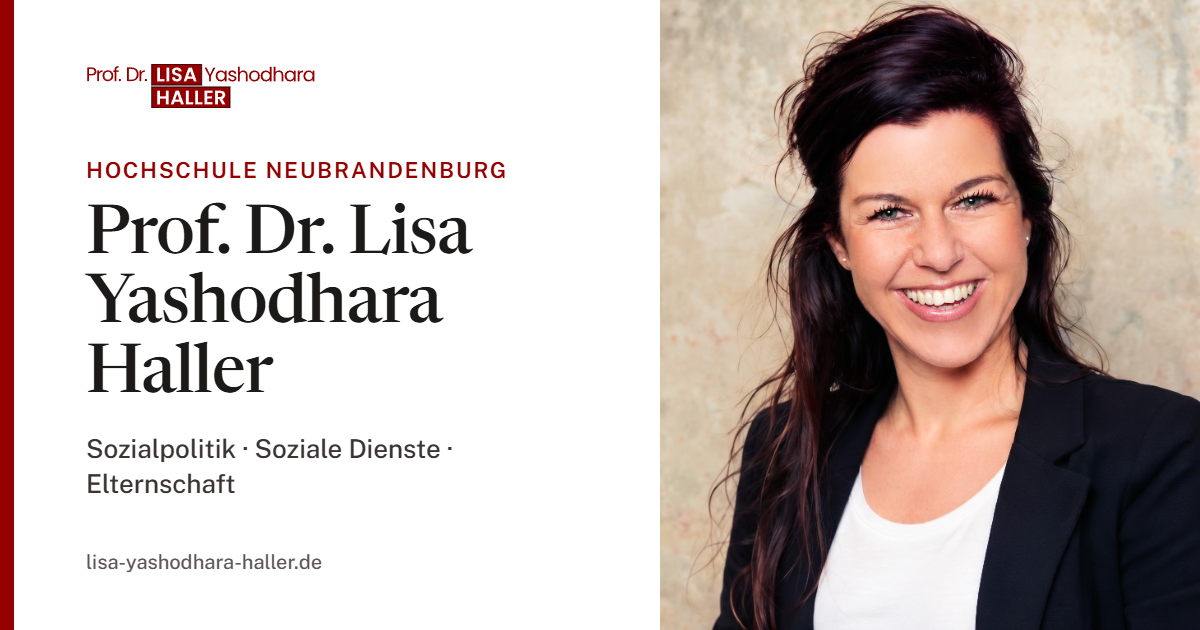 Prof. Dr. LISA Yashodhara
HALLER
HOCHSCHULE NEUBRANDENBURG
Prof. Dr. Lisa
Yashodhara
Haller
Sozialpolitik · Soziale Dienste ·
Elternschaft
lisa-yashodhara-haller.de